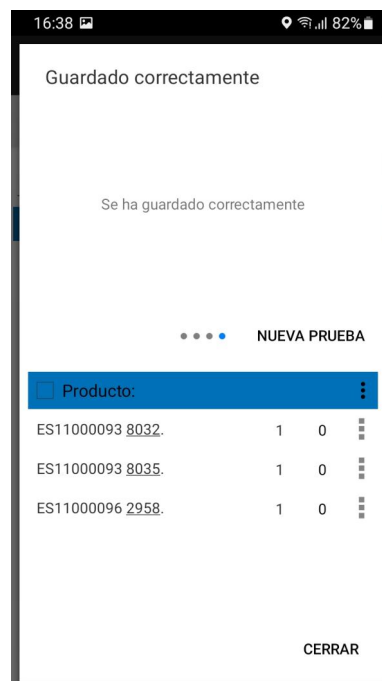 16:38 82%
Guardado correctamente
Se ha guardado correctamente
NUEVA PRUEBA
Producto:
ES11000093 8032. 1 0
ES11000093 8035. 1 0
ES11000096 2958. 1 0
CERRAR